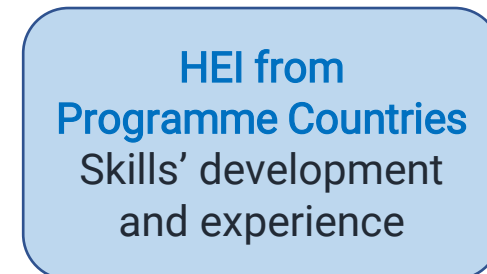 HEI from
Programme Countries
Skills’ development
and experience